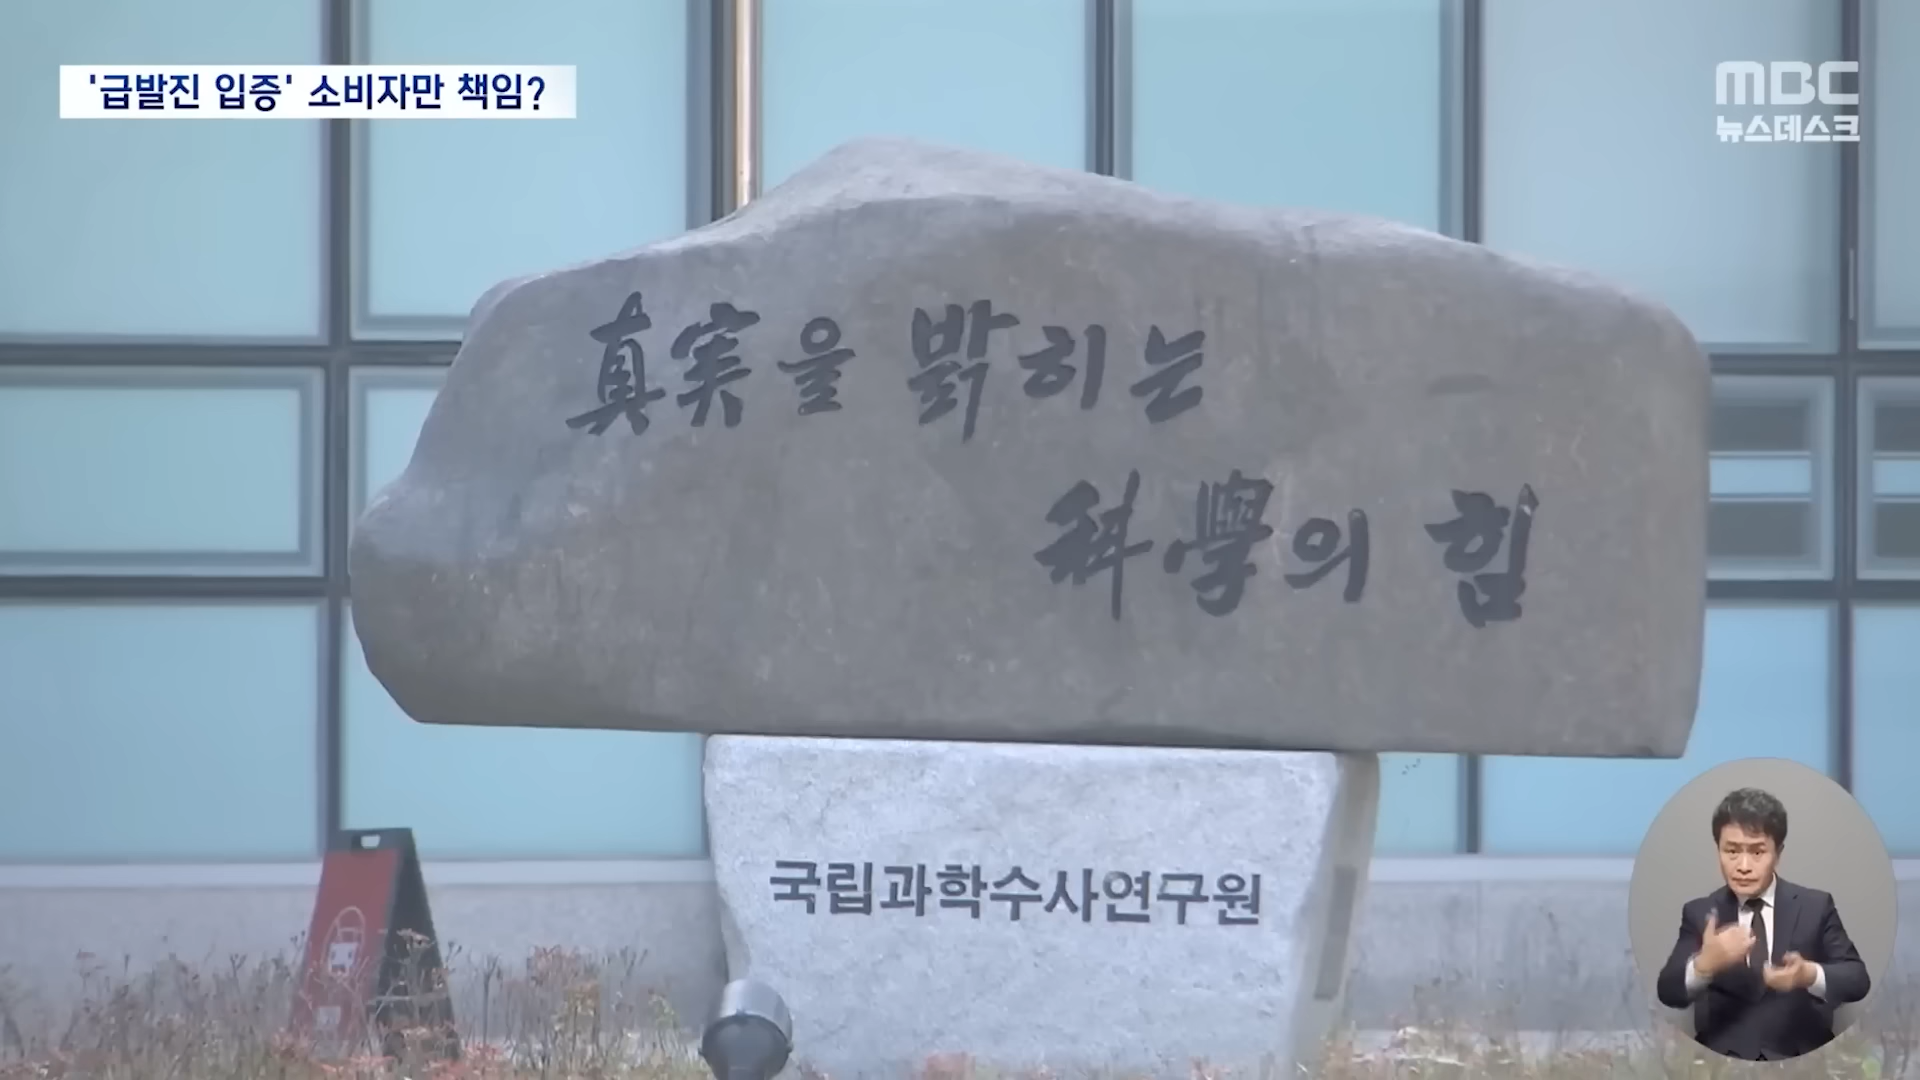 '급발진 입증' 소비자만 책임?
MBC
뉴스데스크
真実을 밝히는
科學의 힘
국립과학수사연구원